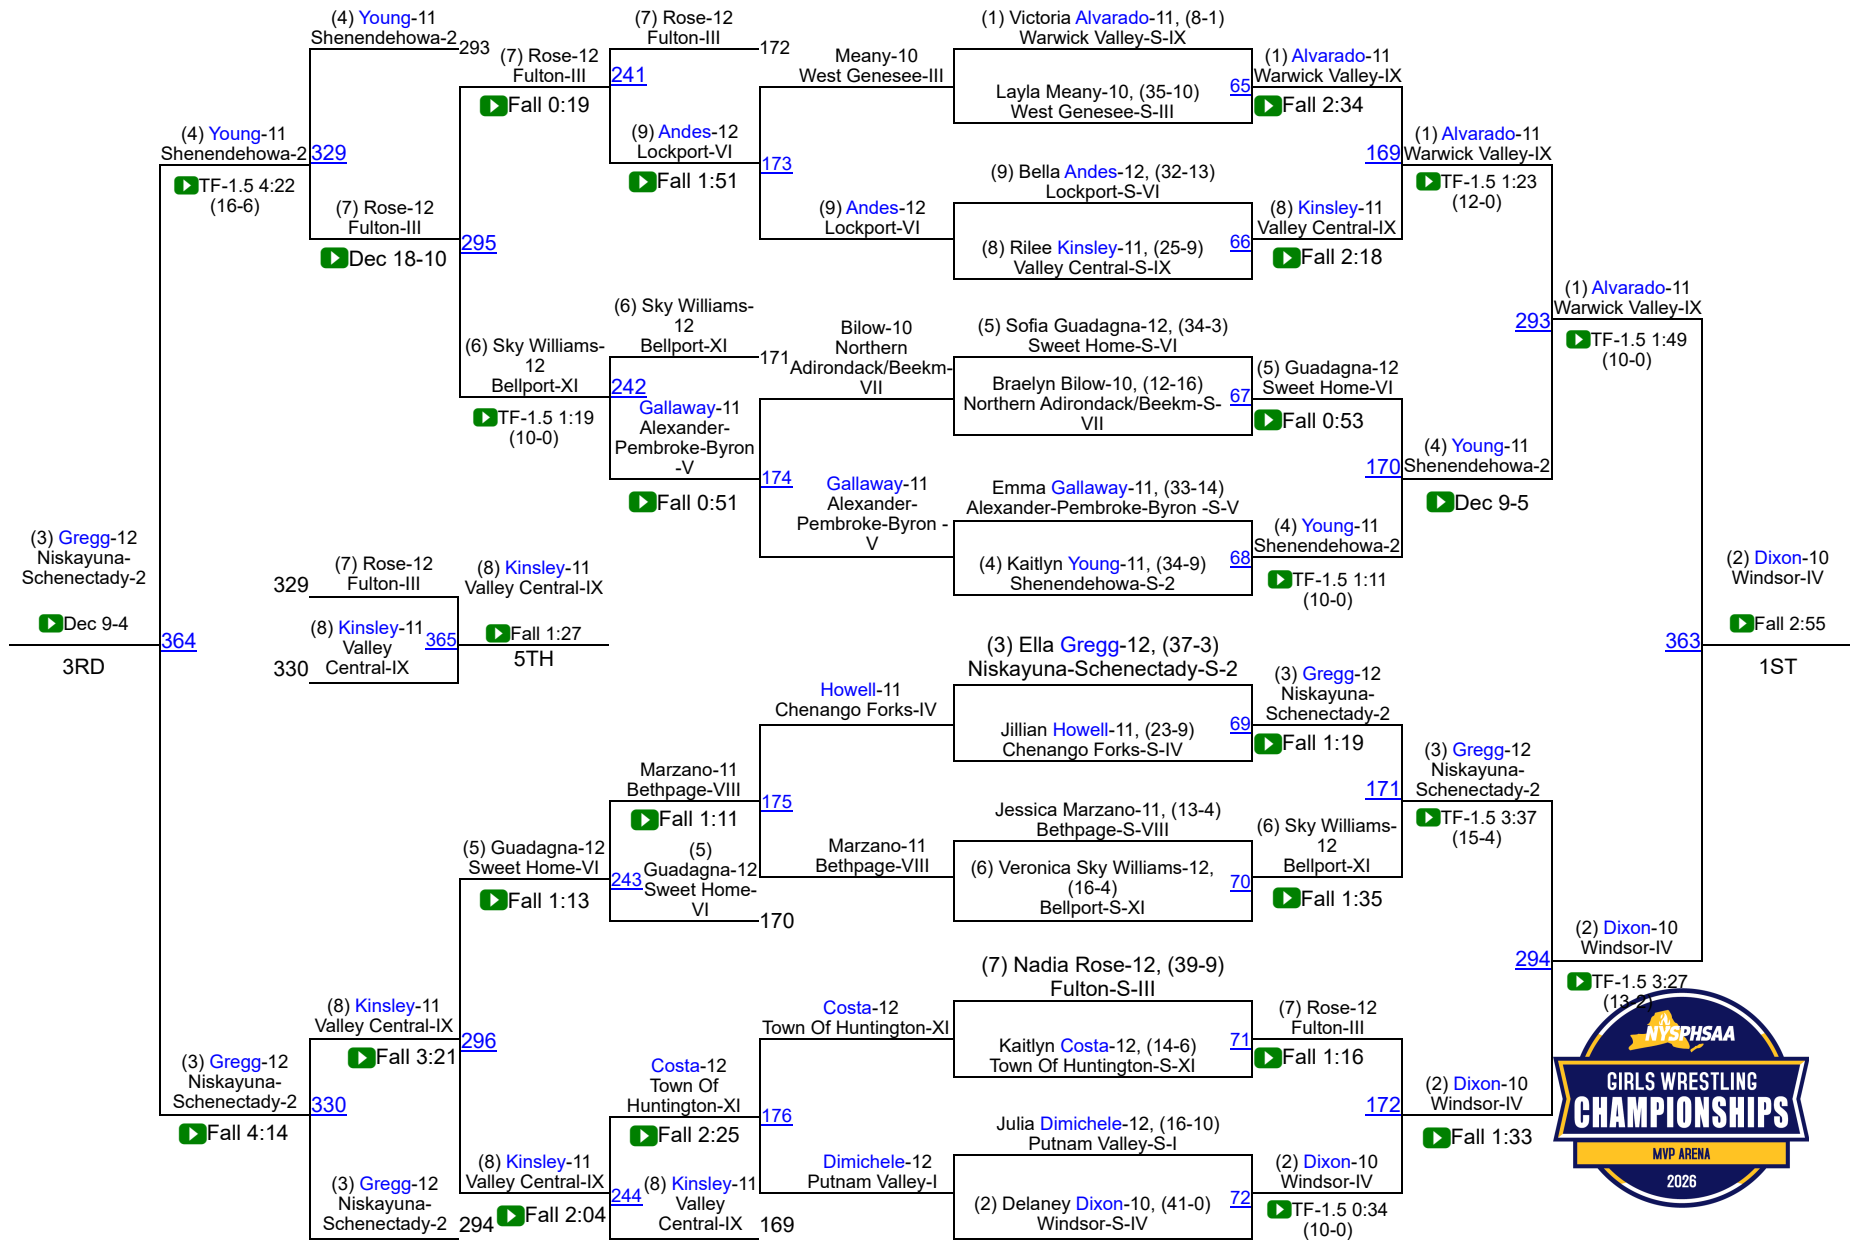 (4) Young-11
Shenendehowa-2
293
(7) Rose-12
Fulton-III
Fall 0:19
(7) Rose-12
Fulton-III
172
241
(4) Young-11
Shenendehowa-2
TF-1.5 4:22
(16-6)
329
(7) Rose-12
Fulton-III
Dec 18-10
295
(9) Andes-12
Lockport-VI
Fall 1:51
(6) Sky Williams-
12
Bellport-XI
TF-1.5 1:19
(10-0)
(6) Sky Williams-
12
Bellport-XI
171
242
Gallaway-11
Alexander-
Pembroke-Byron
-V
Fall 0:51
Meany-10
West Genesee-III
173
(9) Andes-12
Lockport-VI
Bilow-10
Northern
Adirondack/Beekm-
VII
174
Gallaway-11
Alexander-
Pembroke-Byron -
V
(1) Victoria Alvarado-11, (8-1)
Warwick Valley-S-IX
Layla Meany-10, (35-10)
West Genesee-S-III
65
(9) Bella Andes-12, (32-13)
Lockport-S-VI
(8) Rilee Kinsley-11, (25-9)
Valley Central-S-IX
66
(5) Sofia Guadagna-12, (34-3)
Sweet Home-S-VI
Braelyn Bilow-10, (12-16)
Northern Adirondack/Beekm-S-
VII
67
Emma Gallaway-11, (33-14)
Alexander-Pembroke-Byron -S-V
(4) Kaitlyn Young-11, (34-9)
Shenendehowa-S-2
68
(1) Alvarado-11
Warwick Valley-IX
Fall 2:34
169
(8) Kinsley-11
Valley Central-IX
Fall 2:18
(5) Guadagna-12
Sweet Home-VI
Fall 0:53
170
(4) Young-11
Shenendehowa-2
TF-1.5 1:11
(10-0)
(1) Alvarado-11
Warwick Valley-IX
TF-1.5 1:23
(12-0)
293
(4) Young-11
Shenendehowa-2
Dec 9-5
(1) Alvarado-11
Warwick Valley-IX
TF-1.5 1:49
(10-0)
(3) Gregg-12
Niskayuna-
Schenectady-2
Dec 9-4
3RD
364
329
(7) Rose-12
Fulton-III
330
(8) Kinsley-11
Valley
Central-IX
365
(8) Kinsley-11
Valley Central-IX
Fall 1:27
5TH
363
(2) Dixon-10
Windsor-IV
Fall 2:55
1ST
(3) Ella Gregg-12, (37-3)
Niskayuna-Schenectady-S-2
Jillian Howell-11, (23-9)
Chenango Forks-S-IV
69
Jessica Marzano-11, (13-4)
Bethpage-S-VIII
(6) Veronica Sky Williams-12,
(16-4)
Bellport-S-XI
70
(7) Nadia Rose-12, (39-9)
Fulton-S-III
Kaitlyn Costa-12, (14-6)
Town Of Huntington-S-XI
71
Julia Dimichele-12, (16-10)
Putnam Valley-S-I
(2) Delaney Dixon-10, (41-0)
Windsor-S-IV
72
Howell-11
Chenango Forks-IV
175
Marzano-11
Bethpage-VIII
Costa-12
Town Of Huntington-XI
176
Dimichele-12
Putnam Valley-I
Marzano-11
Bethpage-VIII
Fall 1:11
243
(5)
Guadagna-12
Sweet Home-
VI
170
Costa-12
Town Of
Huntington-XI
Fall 2:25
244
(8) Kinsley-11
Valley
Central-IX
169
(5) Guadagna-12
Sweet Home-VI
Fall 1:13
296
(8) Kinsley-11
Valley Central-IX
Fall 2:04
(8) Kinsley-11
Valley Central-IX
Fall 3:21
330
(3) Gregg-12
Niskayuna-
Schenectady-2
294
(3) Gregg-12
Niskayuna-
Schenectady-2
Fall 4:14
(3) Gregg-12
Niskayuna-
Schenectady-2
Fall 1:19
171
(6) Sky Williams-
12
Bellport-XI
Fall 1:35
(7) Rose-12
Fulton-III
Fall 1:16
172
(2) Dixon-10
Windsor-IV
TF-1.5 0:34
(10-0)
(3) Gregg-12
Niskayuna-
Schenectady-2
TF-1.5 3:37
(15-4)
294
(2) Dixon-10
Windsor-IV
Fall 1:33
(2) Dixon-10
Windsor-IV
TF-1.5 3:27
(13-2)
NYSPHSAA
GIRLS WRESTLING
CHAMPIONSHIPS
MVP ARENA
2026